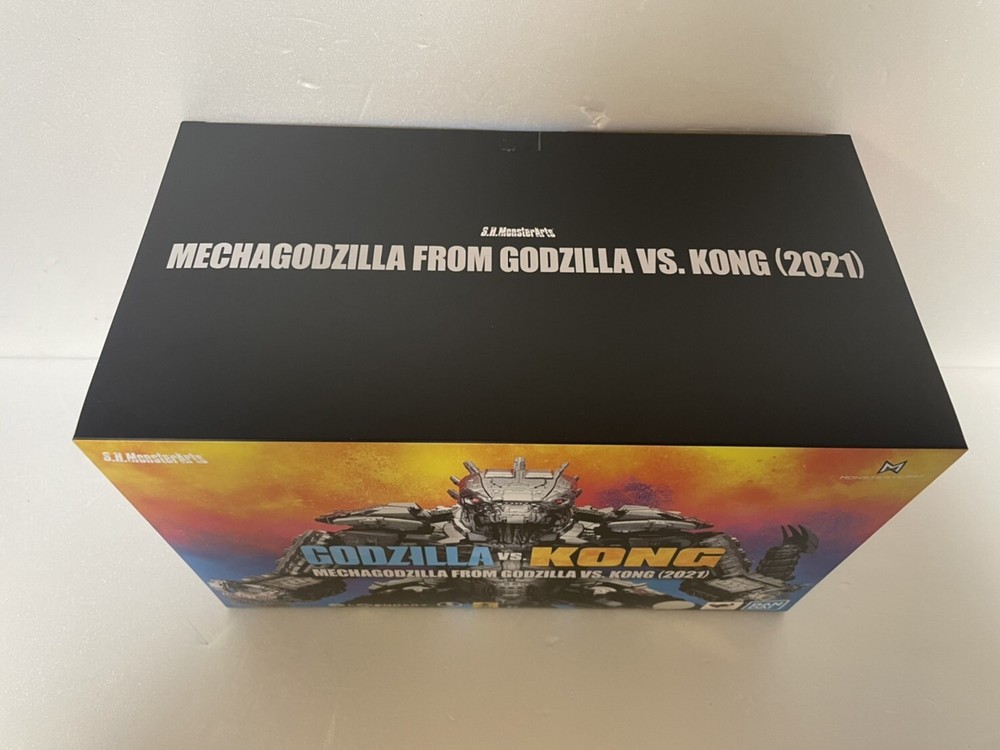 S.H.MonsterArts
MECHAGODZILLA FROM GODZILLA VS. KONG (2021)
S.H.MonsterArts
GODZILLA VS. KONG
MECHAGODZILLA FROM GODZILLA VS. KONG (2021)